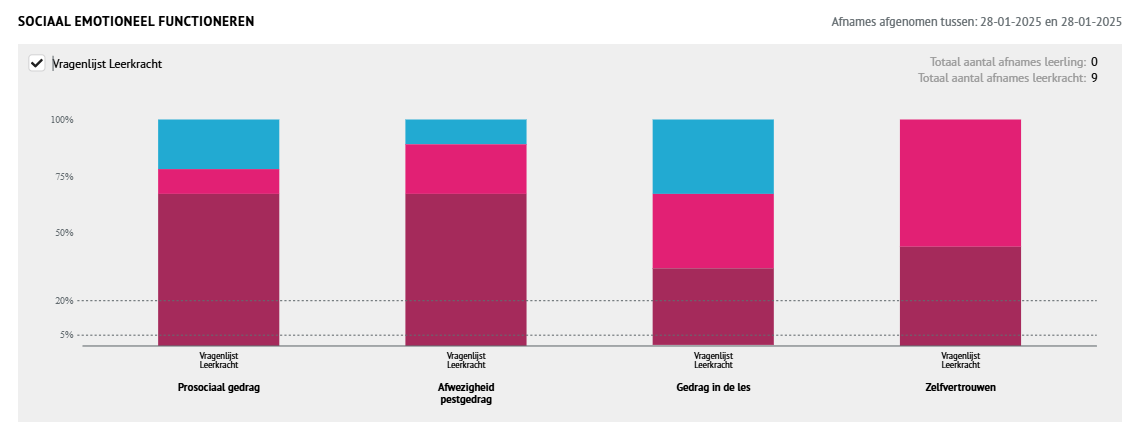 SOCIAAL EMOTIONEEL FUNCTIONEREN
Afnames afgenomen tussen: 28-01-2025 en 28-01-2025
Vragenlijst Leerkracht
Totaal aantal afnames leerling: 0
Totaal aantal afnames leerkracht: 9
100%
75%
50%
20%
5%
Vragenlijst
Leerkracht
Prosociaal gedrag
Vragenlijst
Leerkracht
Afwezigheid
pestgedrag
Vragenlijst
Leerkracht
Gedrag in de les
Vragenlijst
Leerkracht
Zelfvertrouwen